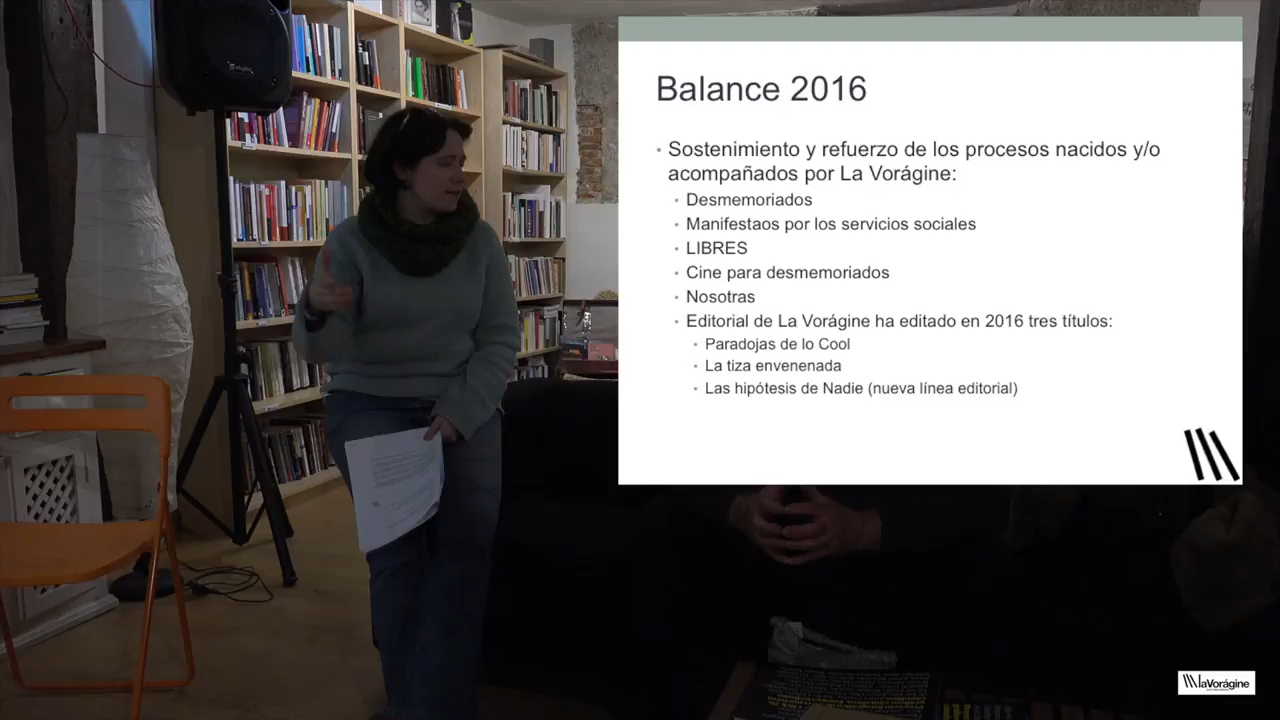 Balance 2016
Sostenimiento y refuerzo de los procesos nacidos y/o
acompañados por La Vorágine:
Desmemoriados
Manifestaos por los servicios sociales
LIBRES
Cine para desmemoriados
Nosotras
Editorial de La Vorágine ha editado en 2016 tres títulos:
Paradojas de lo Cool
La tiza envenenada
Las hipótesis de Nadie (nueva línea editorial)
laVorágine